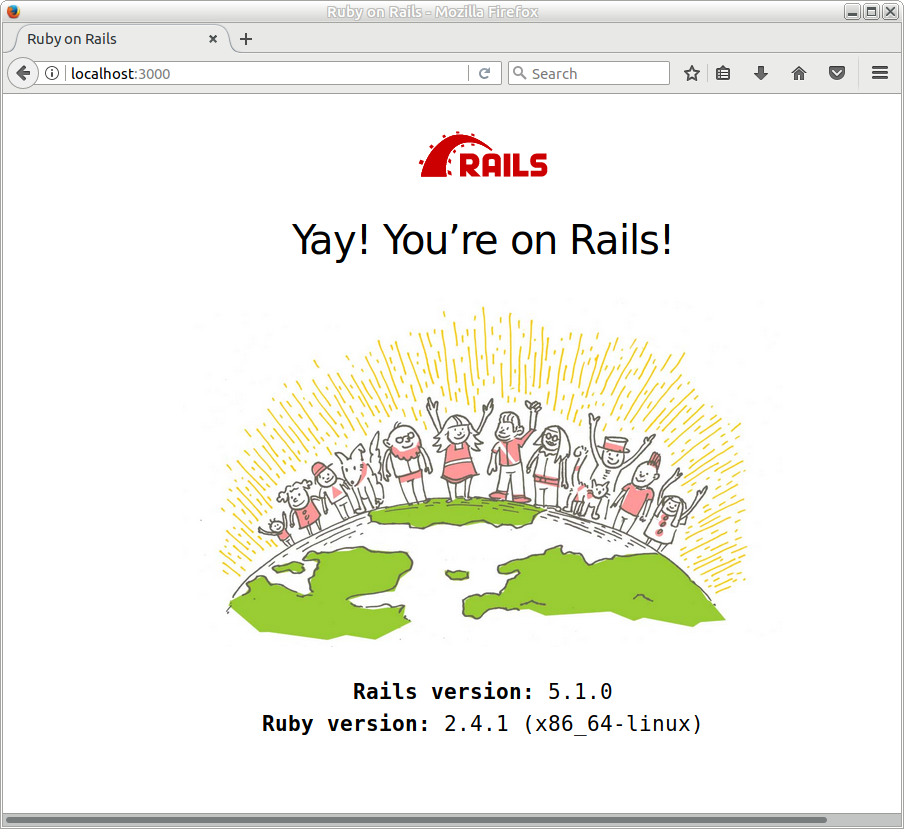 Ruby on Rails - Mozilla Firefox
Ruby on Rails
localhost:3000
Search
RAILS
Yay! You’re on Rails!
Rails version: 5.1.0
Ruby version: 2.4.1 (x86_64-linux)